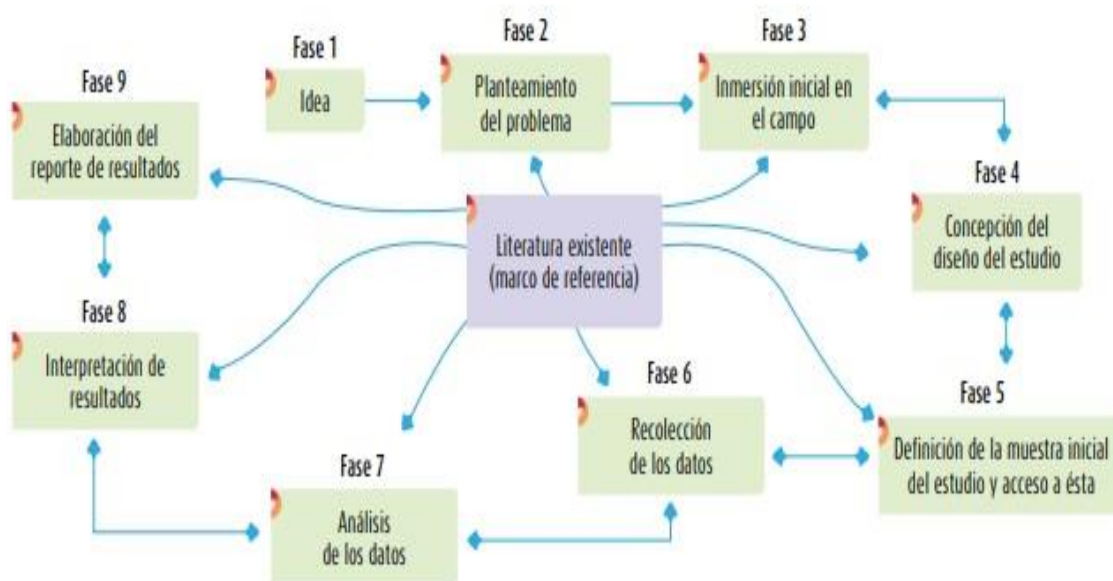 Fase 1
Idea
Fase 2
Planteamiento
del problema
Fase 3
Inmersión inicial en
el campo
Fase 4
Concepción del
diseño del estudio
Fase 5
Definición de la muestra inicial
del estudio y acceso a ésta
Fase 6
Recolección
de los datos
Fase 7
Análisis
de los datos
Fase 8
Interpretación de
resultados
Fase 9
Elaboración del
reporte de resultados
Literatura existente
(marco de referencia)